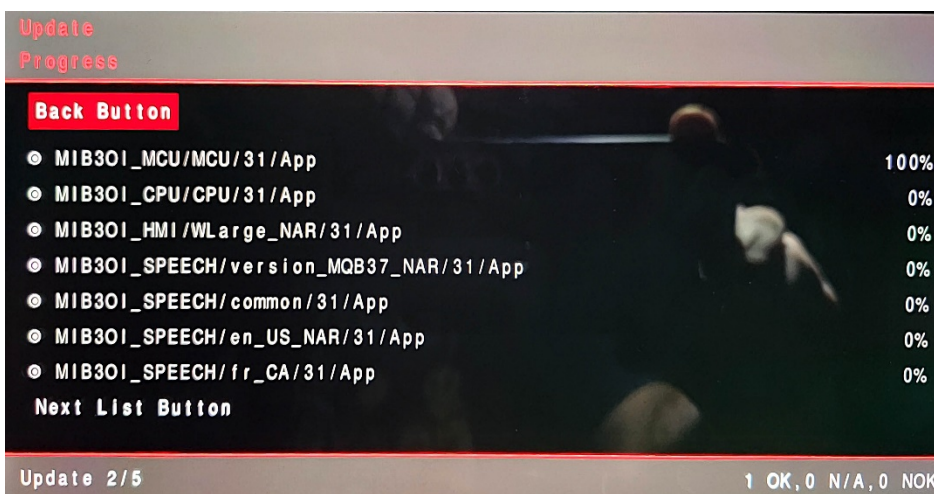 Update
Progress
Back Button
MIB3OI_MCU/MCU/31/App 100%
MIB3OI_CPU/CPU/31/App 0%
MIB3OI_HMI/WLarge_NAR/31/App 0%
MIB3OI_SPEECH/version_MQB37_NAR/31/App 0%
MIB3OI_SPEECH/common/31/App 0%
MIB3OI_SPEECH/en_US_NAR/31/App 0%
MIB3OI_SPEECH/fr_CA/31/App 0%
Next List Button
Update 2/5 1 OK,0 N/A,0 NOK